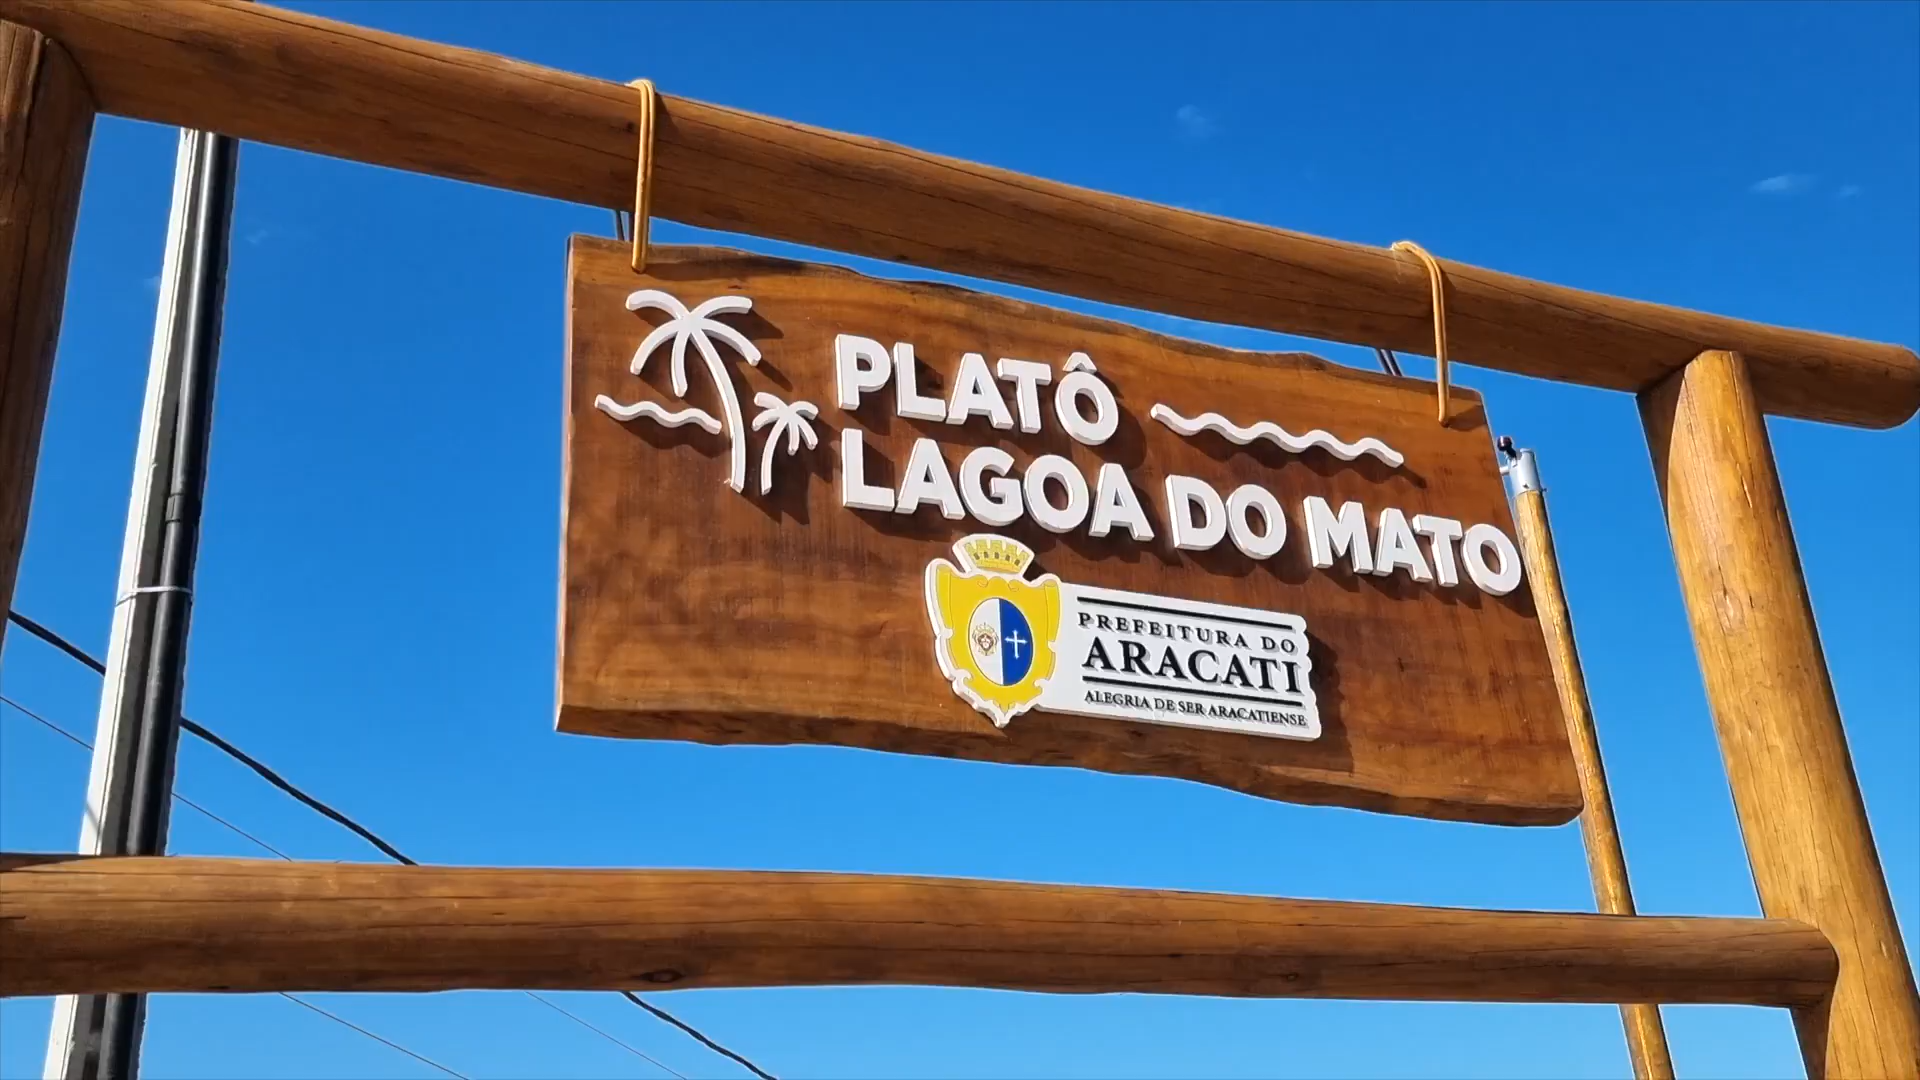 PLATÔ
LAGOA DO MATO
PREFEITURA DO
ARACATI
ALEGRIA DE SER ARACATIENSE